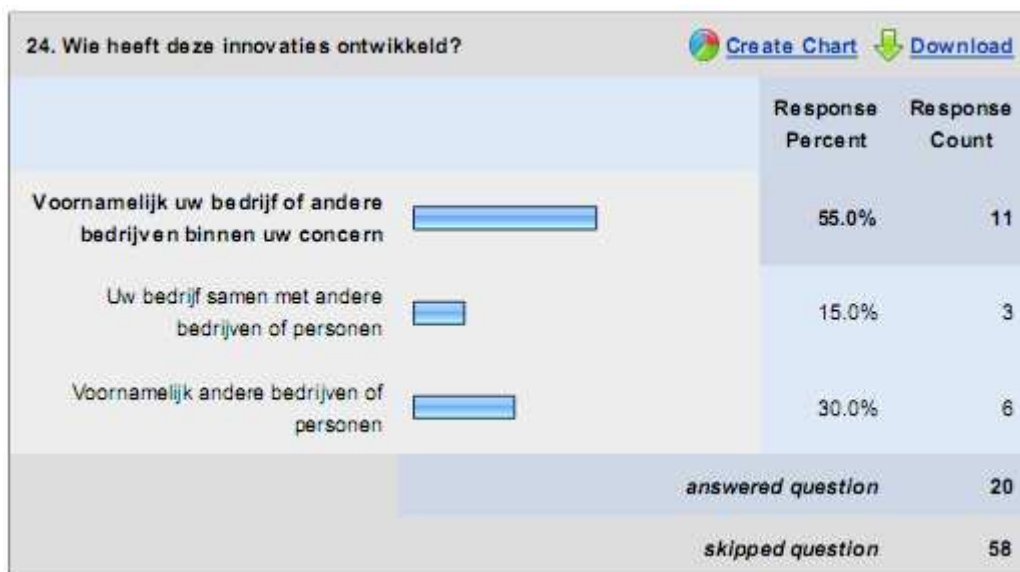 24. Wie heeft deze innovaties ontwikkeld? Create Chart Download
Response Percent Response Count
Voornamelijk uw bedrijf of andere
bedrijven binnen uw concern 55.0% 11
Uw bedrijf samen met andere
bedrijven of personen 15.0% 3
Voornamelijk andere bedrijven of
personen 30.0% 6
answered question 20
skipped question 58